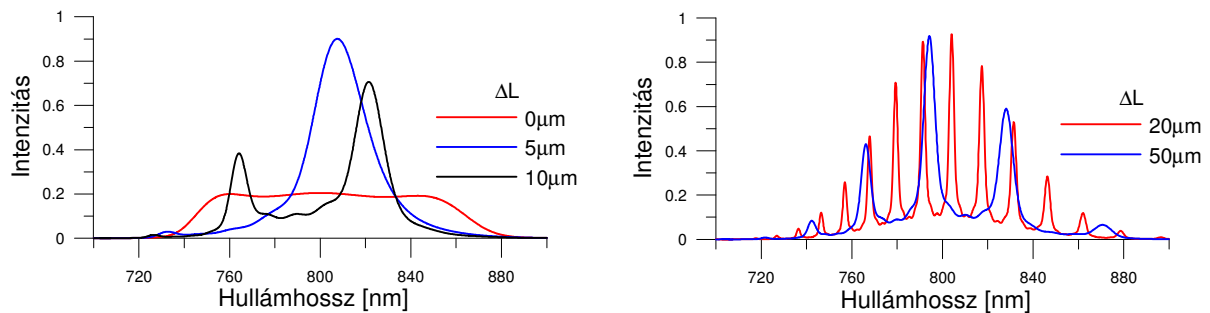 1
0.8
0.6
0.4
0.2
0
Intenzitás
720 760 800 840 880
Hullámhossz [nm]
ΔL
0μm
5μm
10μm
1
0.8
0.6
0.4
0.2
0
Intenzitás
720 760 800 840 880
Hullámhossz [nm]
ΔL
20μm
50μm